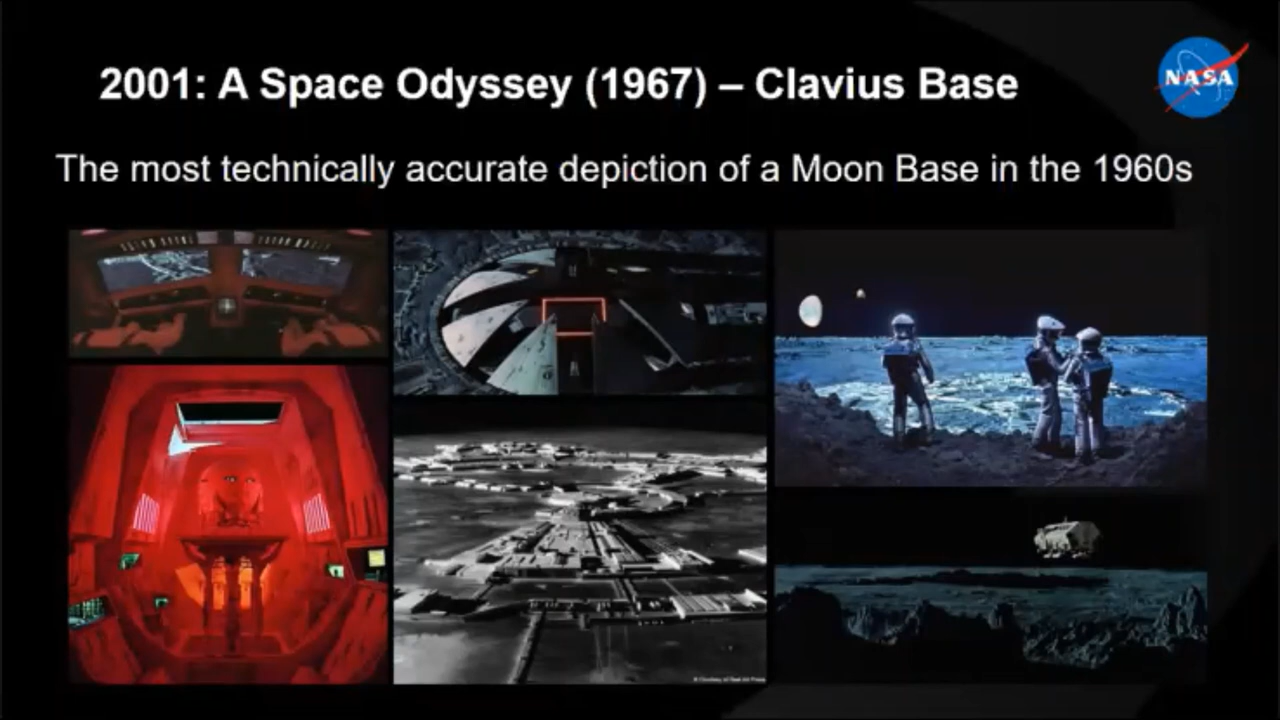 2001: A Space Odyssey (1967) – Clavius Base
NASA
The most technically accurate depiction of a Moon Base in the 1960s